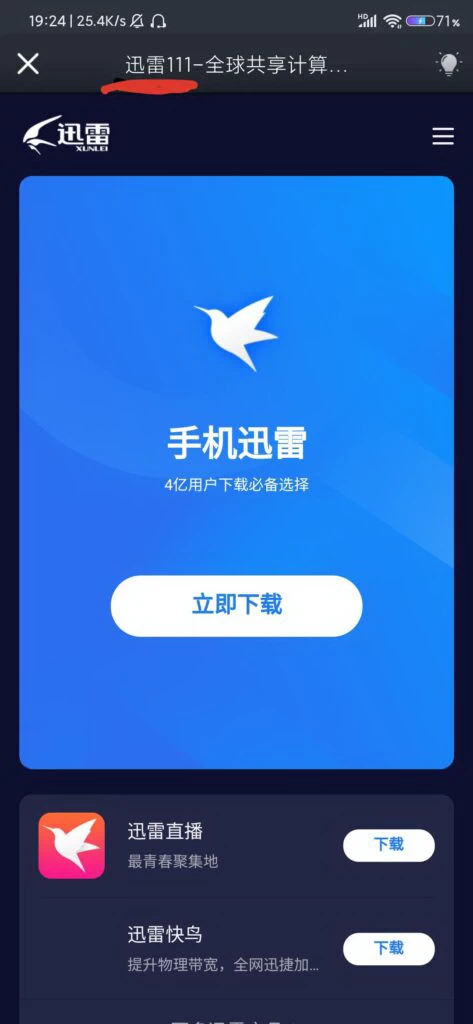 19:24 | 25.4K/s
HD
71%
迅雷111-全球共享计算...
迅雷
XUNLEI
手机迅雷
4亿用户下载必备选择
立即下载
迅雷直播
下载
最青春聚集地
迅雷快鸟
下载
提升物理带宽，全网迅捷加...